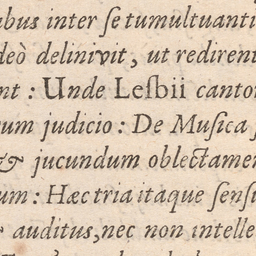 ibus inter ſe tumultuanti
deò delinivit, ut redirent
nt : Unde Leſbii canto
um judicio : De Muſica
& jucundum oblectamen
um : Hæc tria itaque ſenſu
auditus, nec non intelle